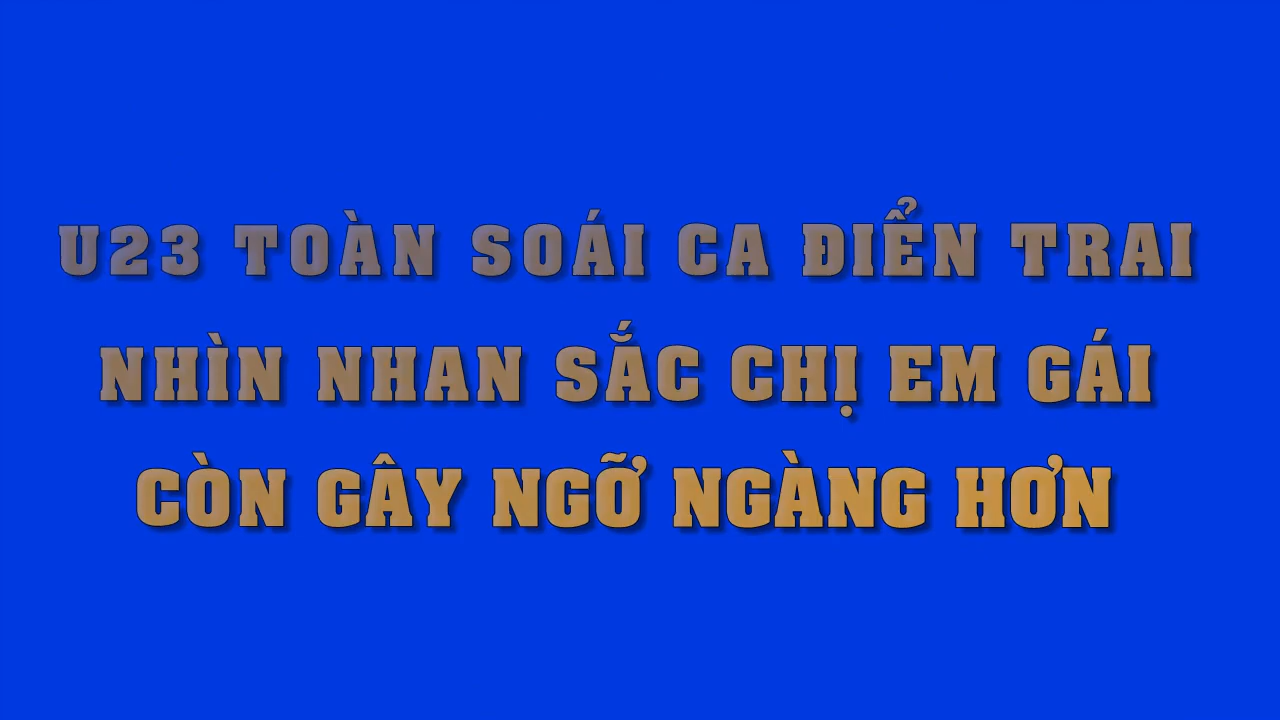 U23 TOÀN SOÁI CA ĐIỂN TRAI
NHÌN NHAN SẮC CHỊ EM GÁI
CÒN GÂY NGỠ NGÀNG HƠN